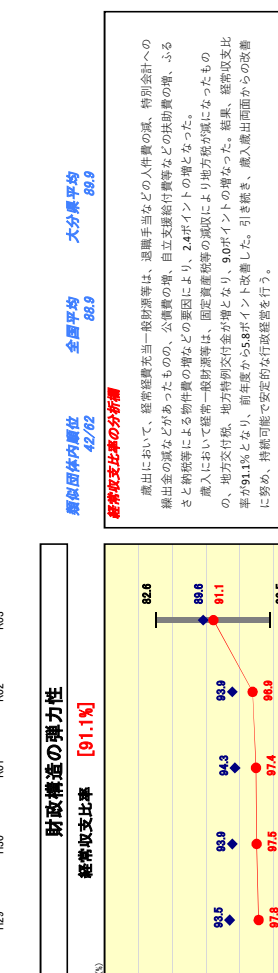 H29 H30 R01 R02 R03
財政構造の弾力性
経常収支比率 [91.1%]
(%)
93.5 93.9 94.3 93.9 89.6
97.8 97.5 97.4 96.9 91.1
82.6
類似団体内順位 全国平均 大分県平均
42/62 88.9 89.9
経常収支比率の分析欄
歳出において、経常経費充当一般財源等は、退職手当などの人件費の減、特別会計への
繰出金の減などがあったものの、公債費の増、自立支援給付費等などの扶助費の増、ふる
さと納税等による物件費の増などの要因により、2.4ポイントの増となった。
歳入において経常一般財源等は、固定資産税等の減収により地方税が減になったもの
の、地方交付税、地方特例交付金が増となり、9.0ポイントの増なった。結果、経常収支比
率が91.1%となり、前年度から5.8ポイント改善した。引き続き、歳入歳出両面からの改善
に努め、持続可能で安定的な行政経営を行う。